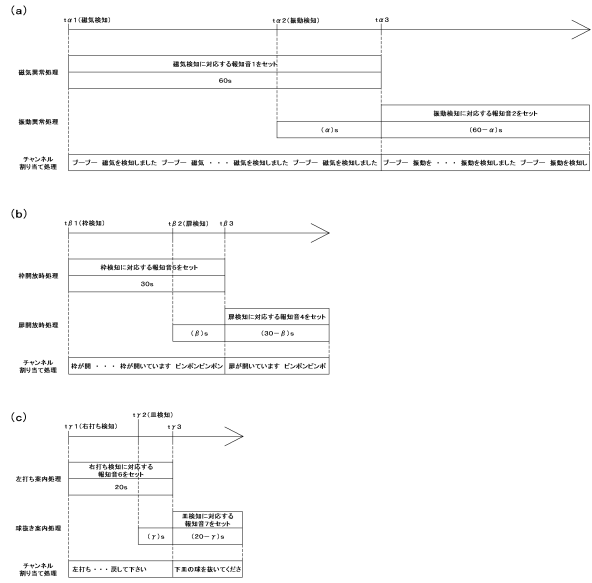 (a)
tα1(磁気検知)
tα2(振動検知)
tα3
磁気異常処理
磁気検知に対応する報知音1をセット
60s
振動異常処理
振動検知に対応する報知音2をセット
(α)s
(60-α)s
チャンネル
割り当て処理
ブーブー 磁気を検知しました ブーブー 磁気 ・・・ 磁気を検知しました ブーブー 磁気を検知しました
ブーブー 振動を ・・・ 振動を検知しました ブーブー 振動を検知し
(b)
tβ1(枠検知)
tβ2(扉検知)
tβ3
枠開放時処理
枠検知に対応する報知音5をセット
30s
扉開放時処理
扉検知に対応する報知音4をセット
(β)s
(30-β)s
チャンネル
割り当て処理
枠が開 ・・・ 枠が開いています ピンポンピンポン
扉が開いています ピンポンピンポ
(c)
tγ2(皿検知)
tγ1(右打ち検知)
tγ3
左打ち案内処理
右打ち検知に対応する
報知音6をセット
20s
球抜き案内処理
皿検知に対応する
報知音7をセット
(γ)s
(20-γ)s
チャンネル
割り当て処理
左打ち・・・戻して下さい
下皿の球を抜いてくださ